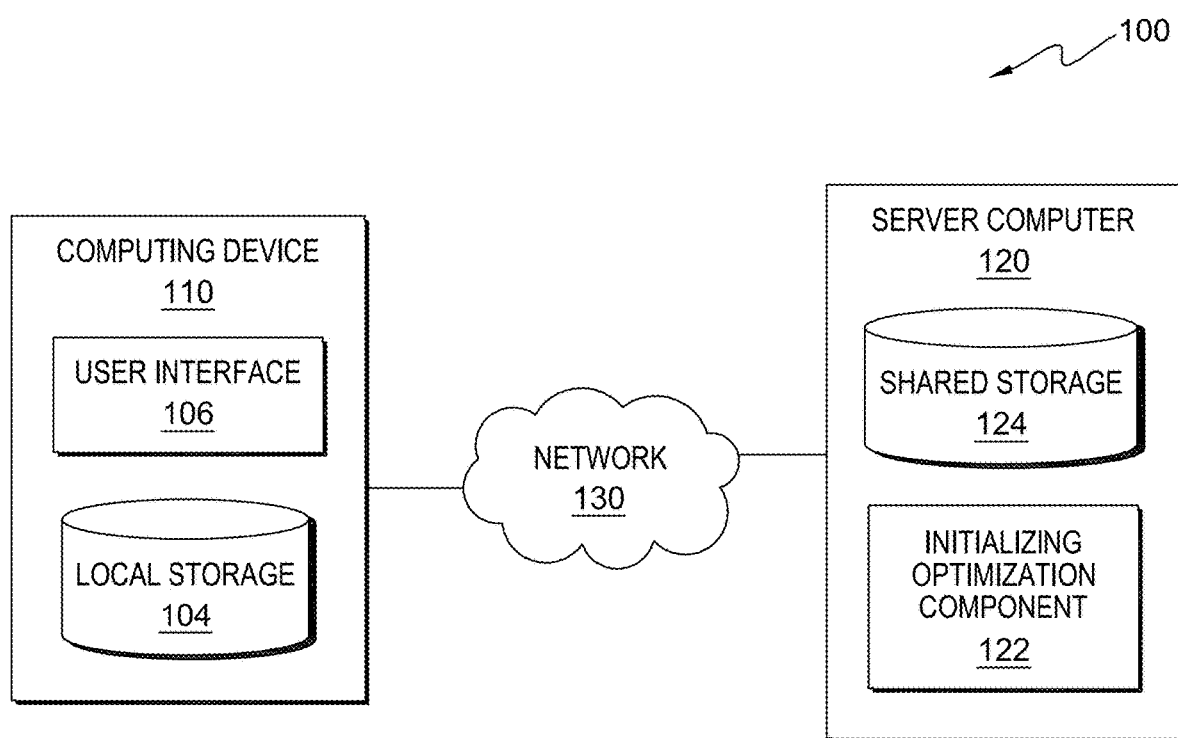 100
COMPUTING DEVICE
110
USER INTERFACE
106
LOCAL STORAGE
104
NETWORK
130
SERVER COMPUTER
120
SHARED STORAGE
124
INITIALIZING
OPTIMIZATION
COMPONENT
122